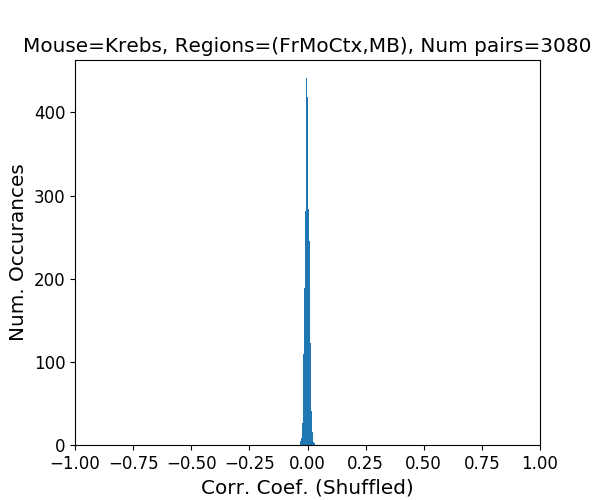 Mouse=Krebs, Regions=(FrMoCtx,MB), Num pairs=3080
Num. Occurances
400
300
200
100
0
−1.00 −0.75 −0.50 −0.25 0.00 0.25 0.50 0.75 1.00
Corr. Coef. (Shuffled)